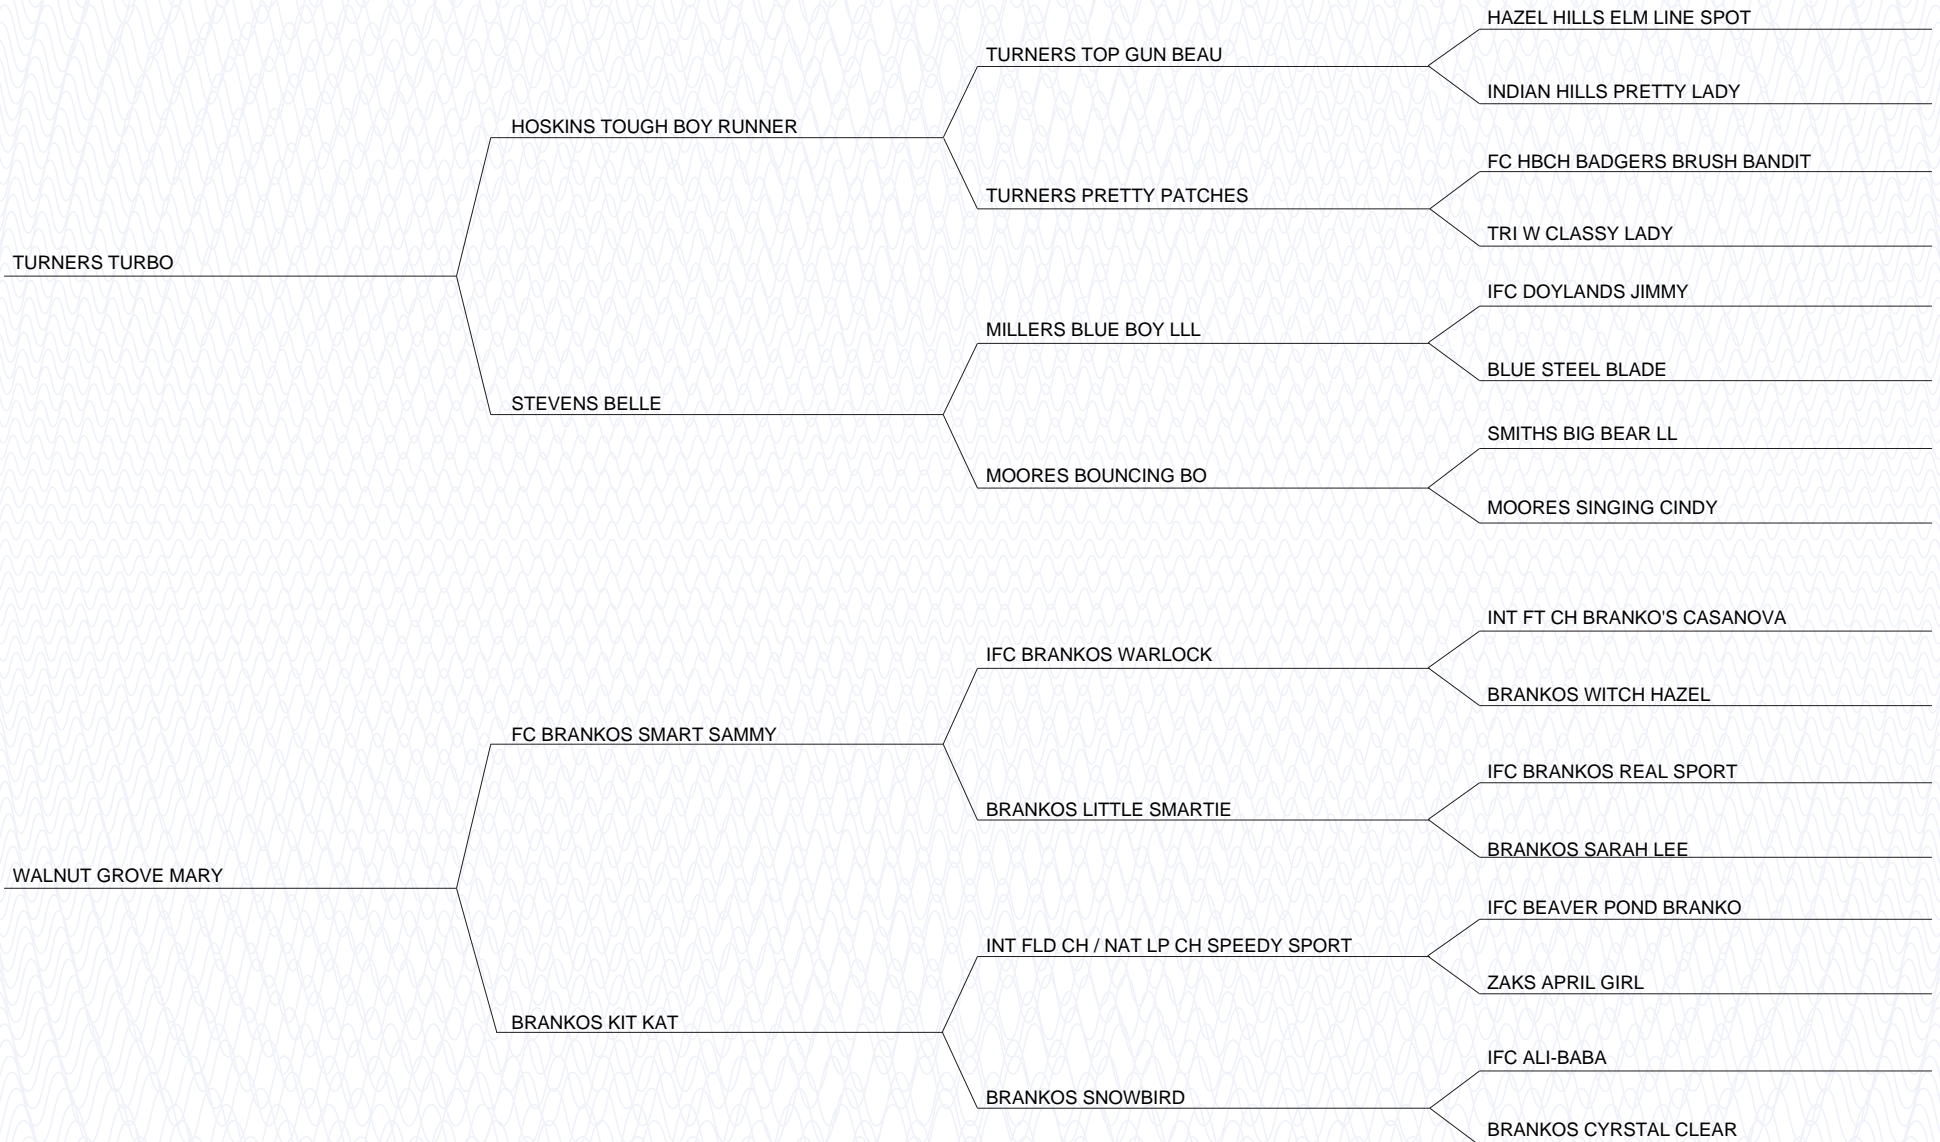 HAZEL HILLS ELM LINE SPOT
TURNERS TOP GUN BEAU
INDIAN HILLS PRETTY LADY
HOSKINS TOUGH BOY RUNNER
FC HBCH BADGERS BRUSH BANDIT
TURNERS PRETTY PATCHES
TRI W CLASSY LADY
TURNERS TURBO
IFC DOYLANDS JIMMY
MILLERS BLUE BOY LLL
BLUE STEEL BLADE
STEVENS BELLE
SMITHS BIG BEAR LL
MOORES BOUNCING BO
MOORES SINGING CINDY
INT FT CH BRANKO'S CASANOVA
IFC BRANKOS WARLOCK
BRANKOS WITCH HAZEL
FC BRANKOS SMART SAMMY
IFC BRANKOS REAL SPORT
BRANKOS LITTLE SMARTIE
BRANKOS SARAH LEE
WALNUT GROVE MARY
IFC BEAVER POND BRANKO
INT FLD CH / NAT LP CH SPEEDY SPORT
ZAKS APRIL GIRL
BRANKOS KIT KAT
IFC ALI-BABA
BRANKOS SNOWBIRD
BRANKOS CYRSTAL CLEAR